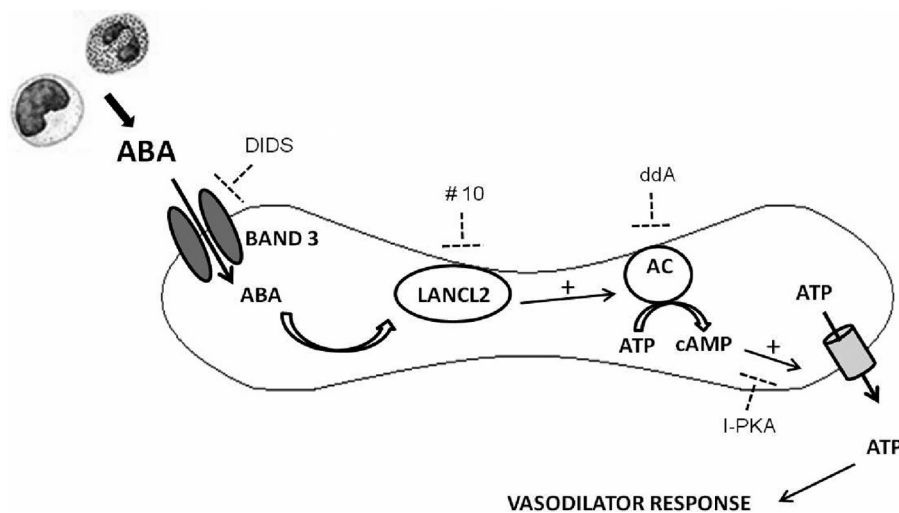 ABA
DIDS
# 10
ddA
BAND 3
ABA
LANCL2
+
AC
ATP
cAMP
+
ATP
I-PKA
ATP
VASODILATOR RESPONSE